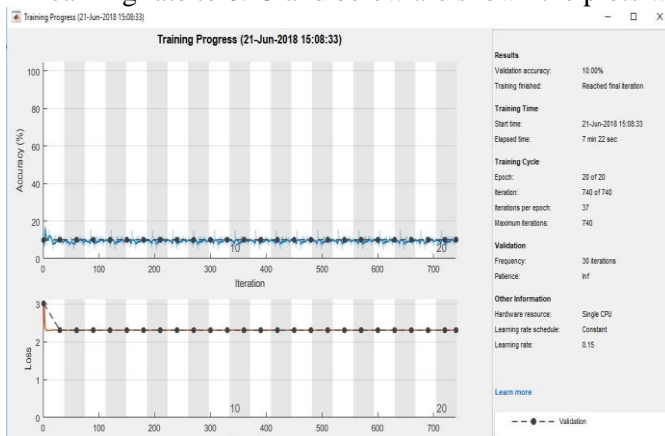 Training Progress (21-Jun-2018 15:08:33)
Training Progress (21-Jun-2018 15:08:33)
Accuracy (%)
100
80
60
40
20
0
10
20
0 100 200 300 400 500 600 700
Iteration
Loss
3
2
1
0
10
20
0 100 200 300 400 500 600 700
Results
Validation accuracy: 10.00%
Training finished: Reached final iteration
Training Time
Start time: 21-Jun-2018 15:08:33
Elapsed time: 7 min 22 sec
Training Cycle
Epoch: 20 of 20
Iteration: 740 of 740
Iterations per epoch: 37
Maximum iterations: 740
Validation
Frequency: 30 iterations
Patience: Inf
Other Information
Hardware resource: Single CPU
Learning rate schedule: Constant
Learning rate: 0.15
Learn more
Validation